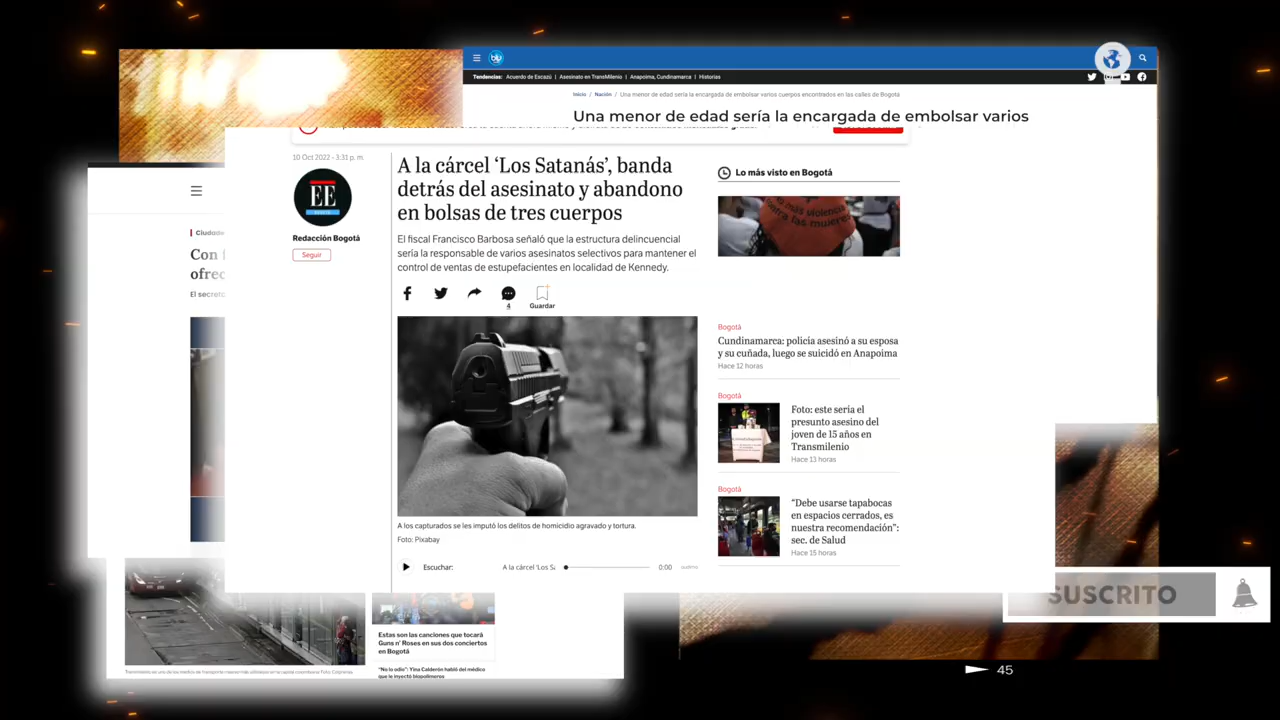 blu
Tendencias: Acuerdo de Escazú | Asesinato en TransMilenio | Anapoima, Cundinamarca | Historias
Inicio / Nación / Una menor de edad sería la encargada de embolsar varios cuerpos encontrados en las calles de Bogotá
Una menor de edad sería la encargada de embolsar varios
10 Oct 2022 - 3:31 p. m.
EE
BOGOTÁ
Redacción Bogotá
Seguir
A la cárcel ‘Los Satanás’, banda
detrás del asesinato y abandono
en bolsas de tres cuerpos
El fiscal Francisco Barbosa señaló que la estructura delincuencial
sería la responsable de varios asesinatos selectivos para mantener el
control de ventas de estupefacientes en localidad de Kennedy.
4
Guardar
A los capturados se les imputó los delitos de homicidio agravado y tortura.
Foto: Pixabay
Escuchar:
A la cárcel ‘Los Sa
0:00
Lo más visto en Bogotá
más violencia
contra las mujeres
Bogotá
Cundinamarca: policía asesinó a su esposa
y su cuñada, luego se suicidó en Anapoima
Hace 12 horas
Bogotá
Foto: este sería el
presunto asesino del
joven de 15 años en
Transmilenio
Hace 13 horas
Bogotá
“Debe usarse tapabocas
en espacios cerrados, es
nuestra recomendación”:
sec. de Salud
Hace 15 horas
Ciudade
Con
ofrec
El secreta
Estas son las canciones que tocará
Guns n’ Roses en sus dos conciertos
en Bogotá
“No lo odio”: Yina Calderón habló del médico
que le inyectó biopolímeros
SUSCRITO
45